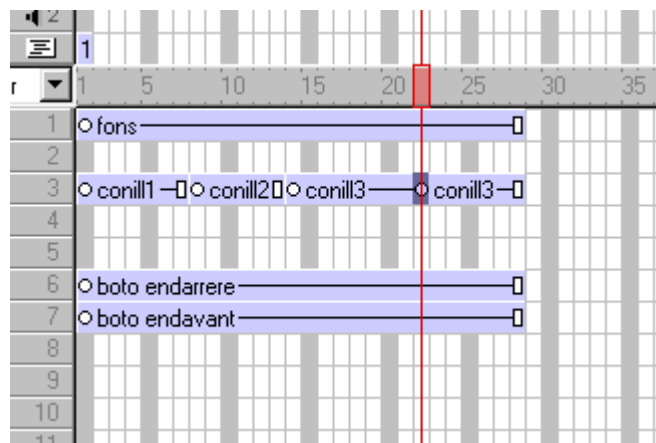 2
1
r 1 5 10 15 20 25 30 35
1 fons
2
3 conill1 conill2 conill3 conill3
4
5
6 boto endarrere
7 boto endavant
8
9
10
11